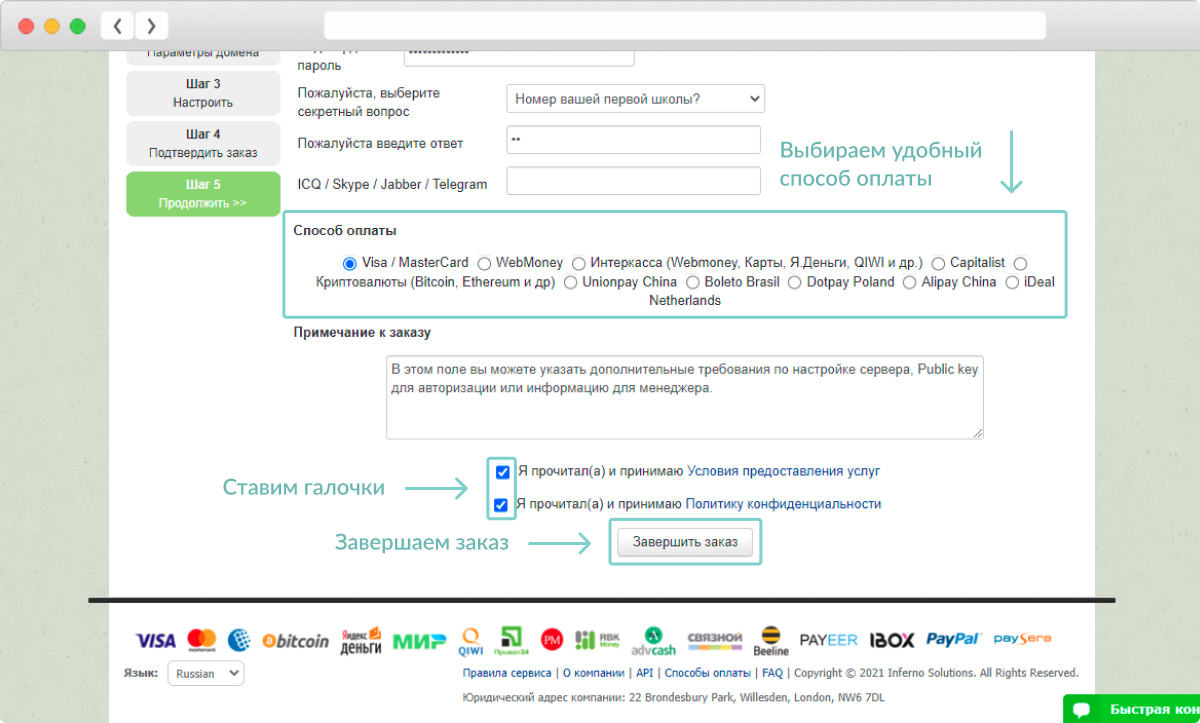 Параметры домена
пароль
Шаг 3
Настроить
Пожалуйста, выберите
секретный вопрос
Номер вашей первой школы?
Шаг 4
Подтвердить заказ
Пожалуйста введите ответ
Выбираем удобный
способ оплаты
Шаг 5
Продолжить >>
ICQ / Skype / Jabber / Telegram
Способ оплаты
Visa / MasterCard WebMoney Интеркасса (Webmoney, Карты, Я.Деньги, QIWI и др.) Capitalist
Криптовалюты (Bitcoin, Ethereum и др) Unionpay China Boleto Brasil Dotpay Poland Alipay China iDeal
Netherlands
Примечание к заказу
В этом поле вы можете указать дополнительные требования по настройке сервера, Public key
для авторизации или информацию для менеджера.
Ставим галочки
Я прочитал(а) и принимаю Условия предоставления услуг
Я прочитал(а) и принимаю Политику конфиденциальности
Завершаем заказ
Завершить заказ
VISA mastercard bitcoin Яндекс деньги МИР QIWI Приват24 PM RBK Money advcash СВЯЗНОЙ Beeline PAYEER IBOX PayPal paysera
Язык: Russian
Правила сервиса | О компании | API | Способы оплаты | FAQ | Copyright © 2021 Inferno Solutions. All Rights Reserved.
Юридический адрес компании: 22 Brondesbury Park, Willesden, London, NW6 7DL
Быстрая кон